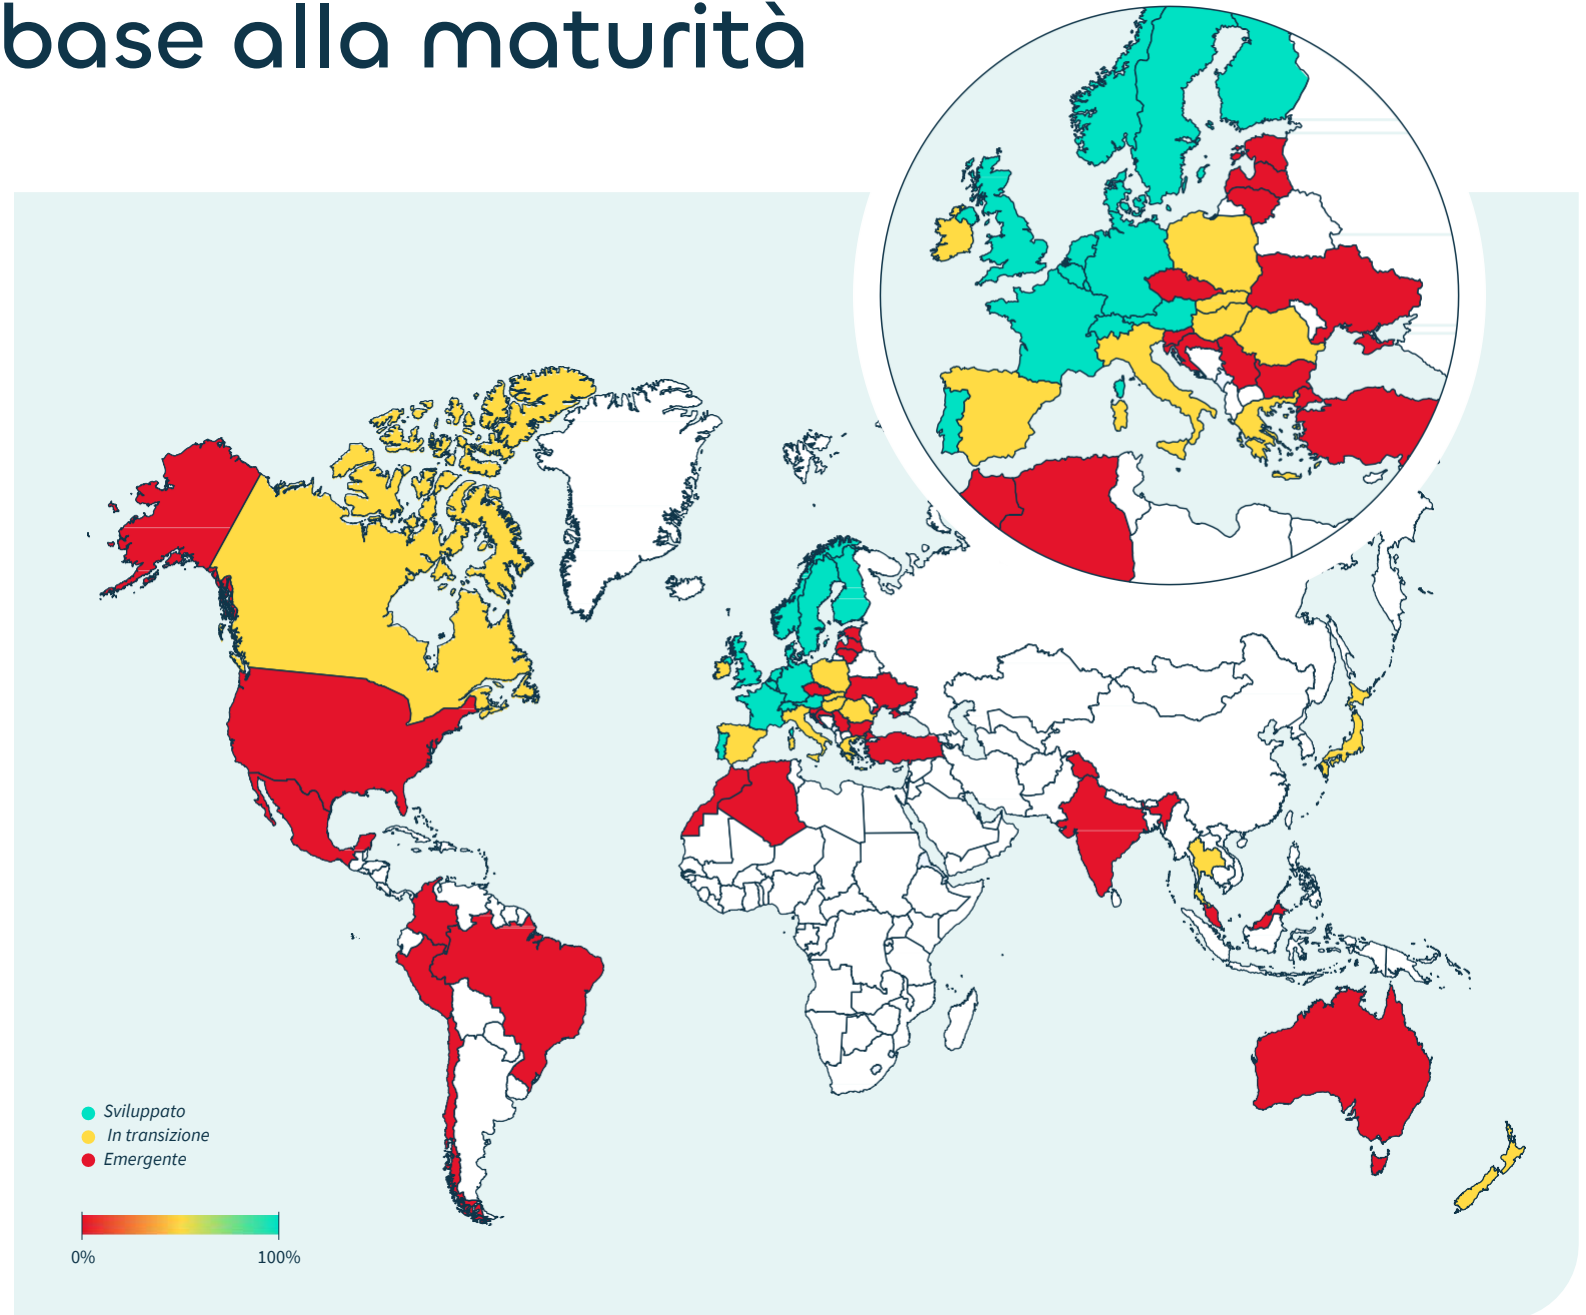 base alla maturità
Sviluppato
In transizione
Emergente
0%
100%